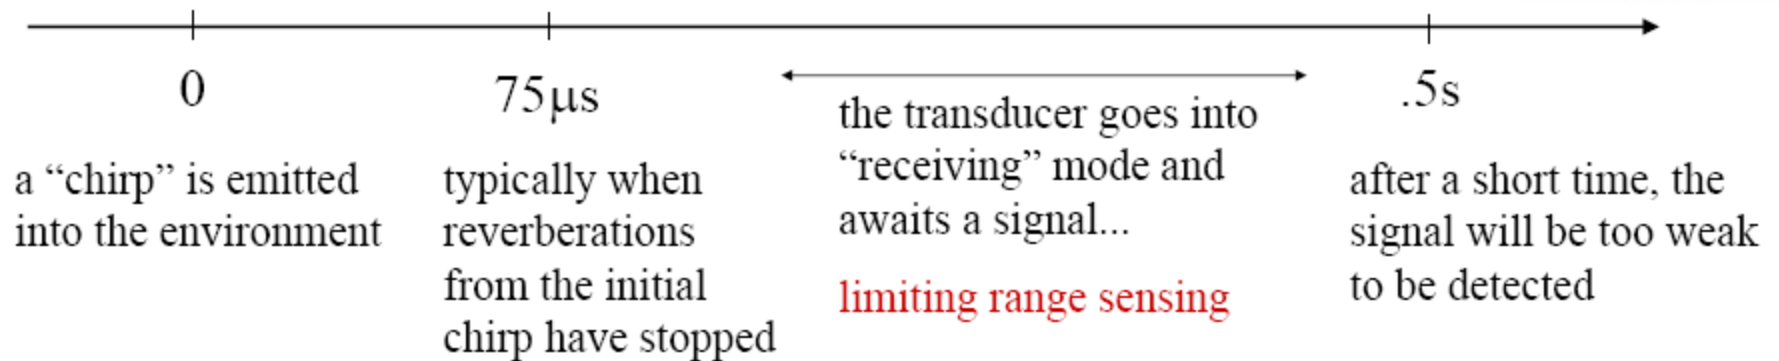 0
a “chirp” is emitted
into the environment
75μs
typically when
reverberations
from the initial
chirp have stopped
the transducer goes into
“receiving” mode and
awaits a signal...
limiting range sensing
.5s
after a short time, the
signal will be too weak
to be detected